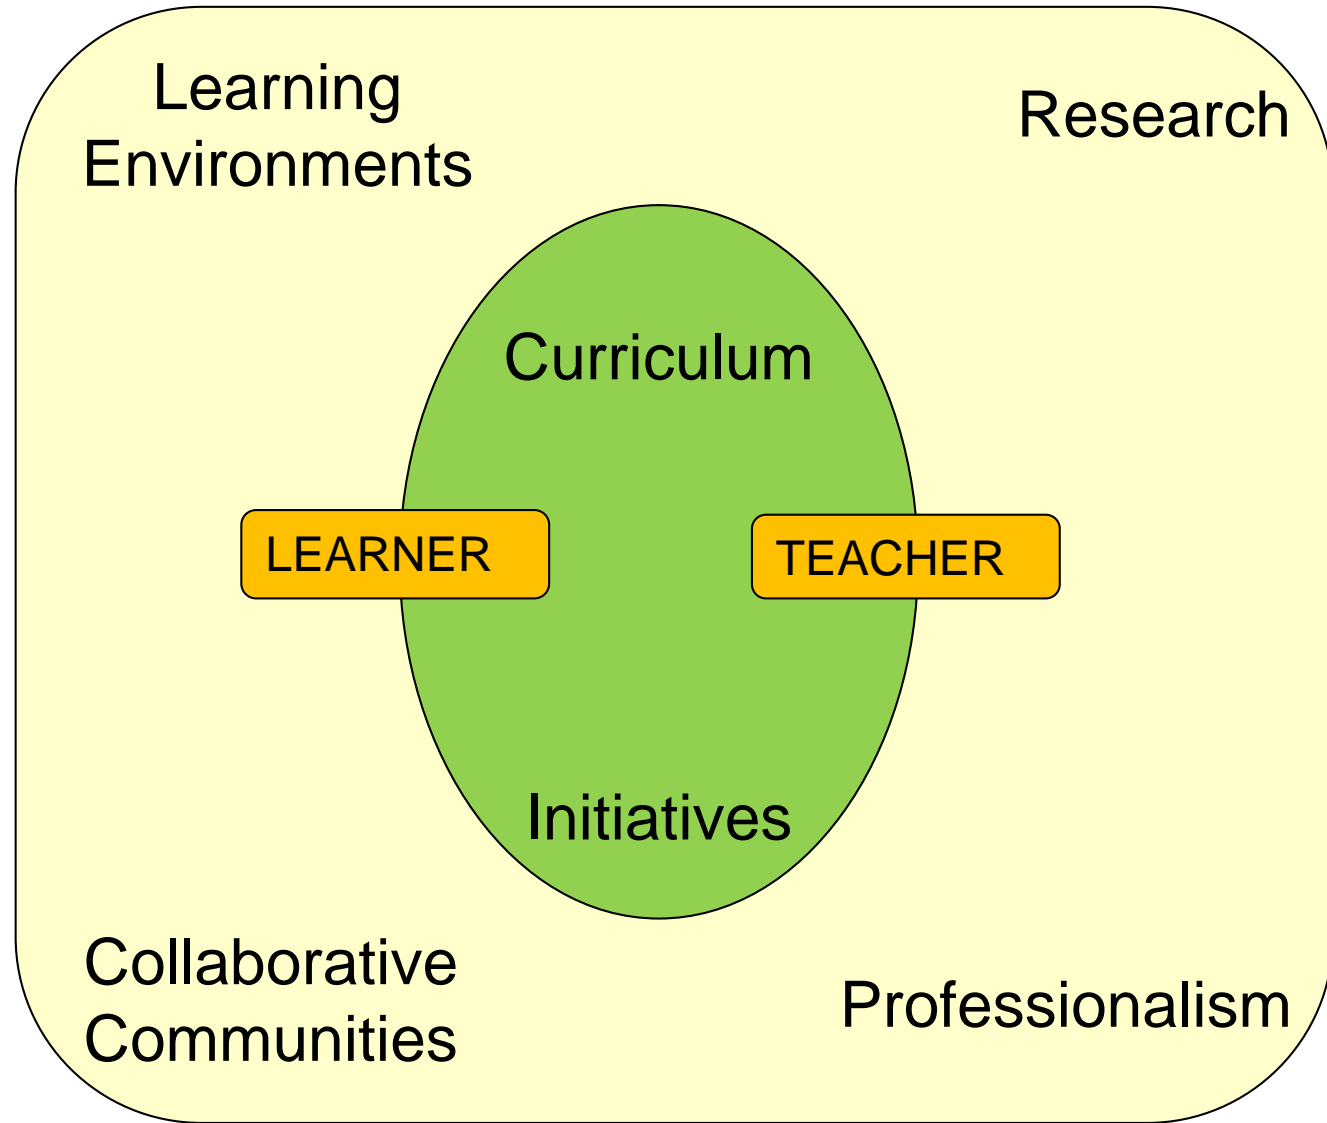 Learning
Environments
Research
Curriculum
LEARNER
TEACHER
Initiatives
Collaborative
Communities
Professionalism